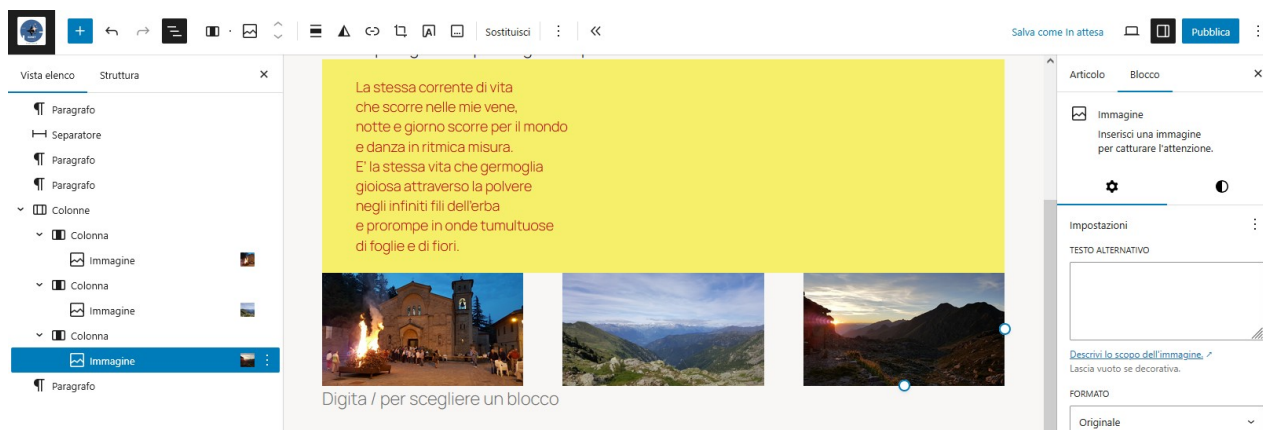 Sostituisci
Salva come In attesa
Pubblica
Vista elenco
Struttura
Paragrafo
Separatore
Paragrafo
Paragrafo
Colonne
Colonna
Immagine
Colonna
Immagine
Colonna
Immagine
Paragrafo
La stessa corrente di vita
che scorre nelle mie vene,
notte e giorno scorre per il mondo
e danza in ritmica misura.
E' la stessa vita che germoglia
gioiosa attraverso la polvere
negli infiniti fili dell'erba
e prorompe in onde tumultuose
di foglie e di fiori.
Digita / per scegliere un blocco
Articolo
Blocco
Immagine
Inserisci una immagine
per catturare l'attenzione.
Impostazioni
TESTO ALTERNATIVO
Descrivi lo scopo dell'immagine.
Lascia vuoto se decorativa.
FORMATO
Originale